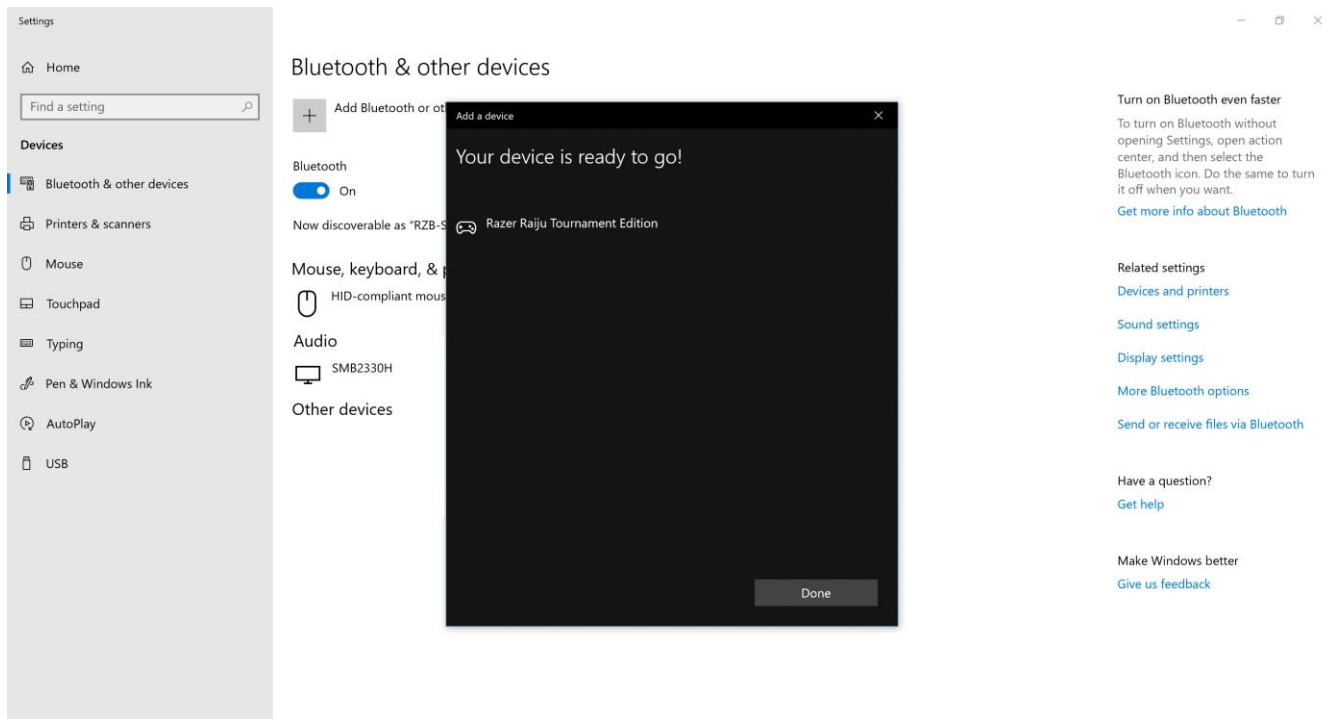 Settings
Home
Find a setting
Devices
Bluetooth & other devices
Printers & scanners
Mouse
Touchpad
Typing
Pen & Windows Ink
AutoPlay
USB
Bluetooth & other devices
Add Bluetooth or ot
Bluetooth
On
Now discoverable as "RZB-S
Mouse, keyboard, & p
HID-compliant mous
Audio
SMB2330H
Other devices
Add a device
Your device is ready to go!
Razer Raiju Tournament Edition
Done
Turn on Bluetooth even faster
To turn on Bluetooth without
opening Settings, open action
center, and then select the
Bluetooth icon. Do the same to turn
it off when you want.
Get more info about Bluetooth
Related settings
Devices and printers
Sound settings
Display settings
More Bluetooth options
Send or receive files via Bluetooth
Have a question?
Get help
Make Windows better
Give us feedback